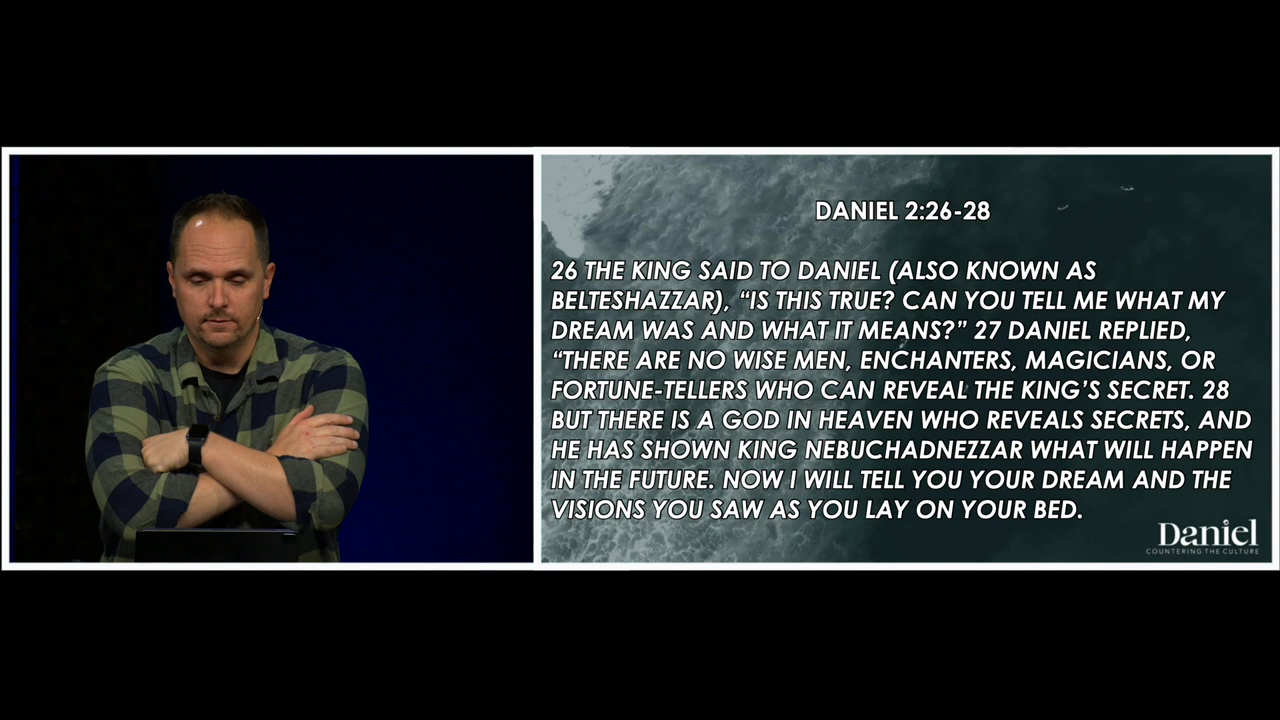 DANIEL 2:26-28
26 THE KING SAID TO DANIEL (ALSO KNOWN AS
BELTESHAZZAR), “IS THIS TRUE? CAN YOU TELL ME WHAT MY
DREAM WAS AND WHAT IT MEANS?” 27 DANIEL REPLIED,
“THERE ARE NO WISE MEN, ENCHANTERS, MAGICIANS, OR
FORTUNE-TELLERS WHO CAN REVEAL THE KING’S SECRET. 28
BUT THERE IS A GOD IN HEAVEN WHO REVEALS SECRETS, AND
HE HAS SHOWN KING NEBUCHADNEZZAR WHAT WILL HAPPEN
IN THE FUTURE. NOW I WILL TELL YOU YOUR DREAM AND THE
VISIONS YOU SAW AS YOU LAY ON YOUR BED.
Daniel
COUNTERING THE CULTURE